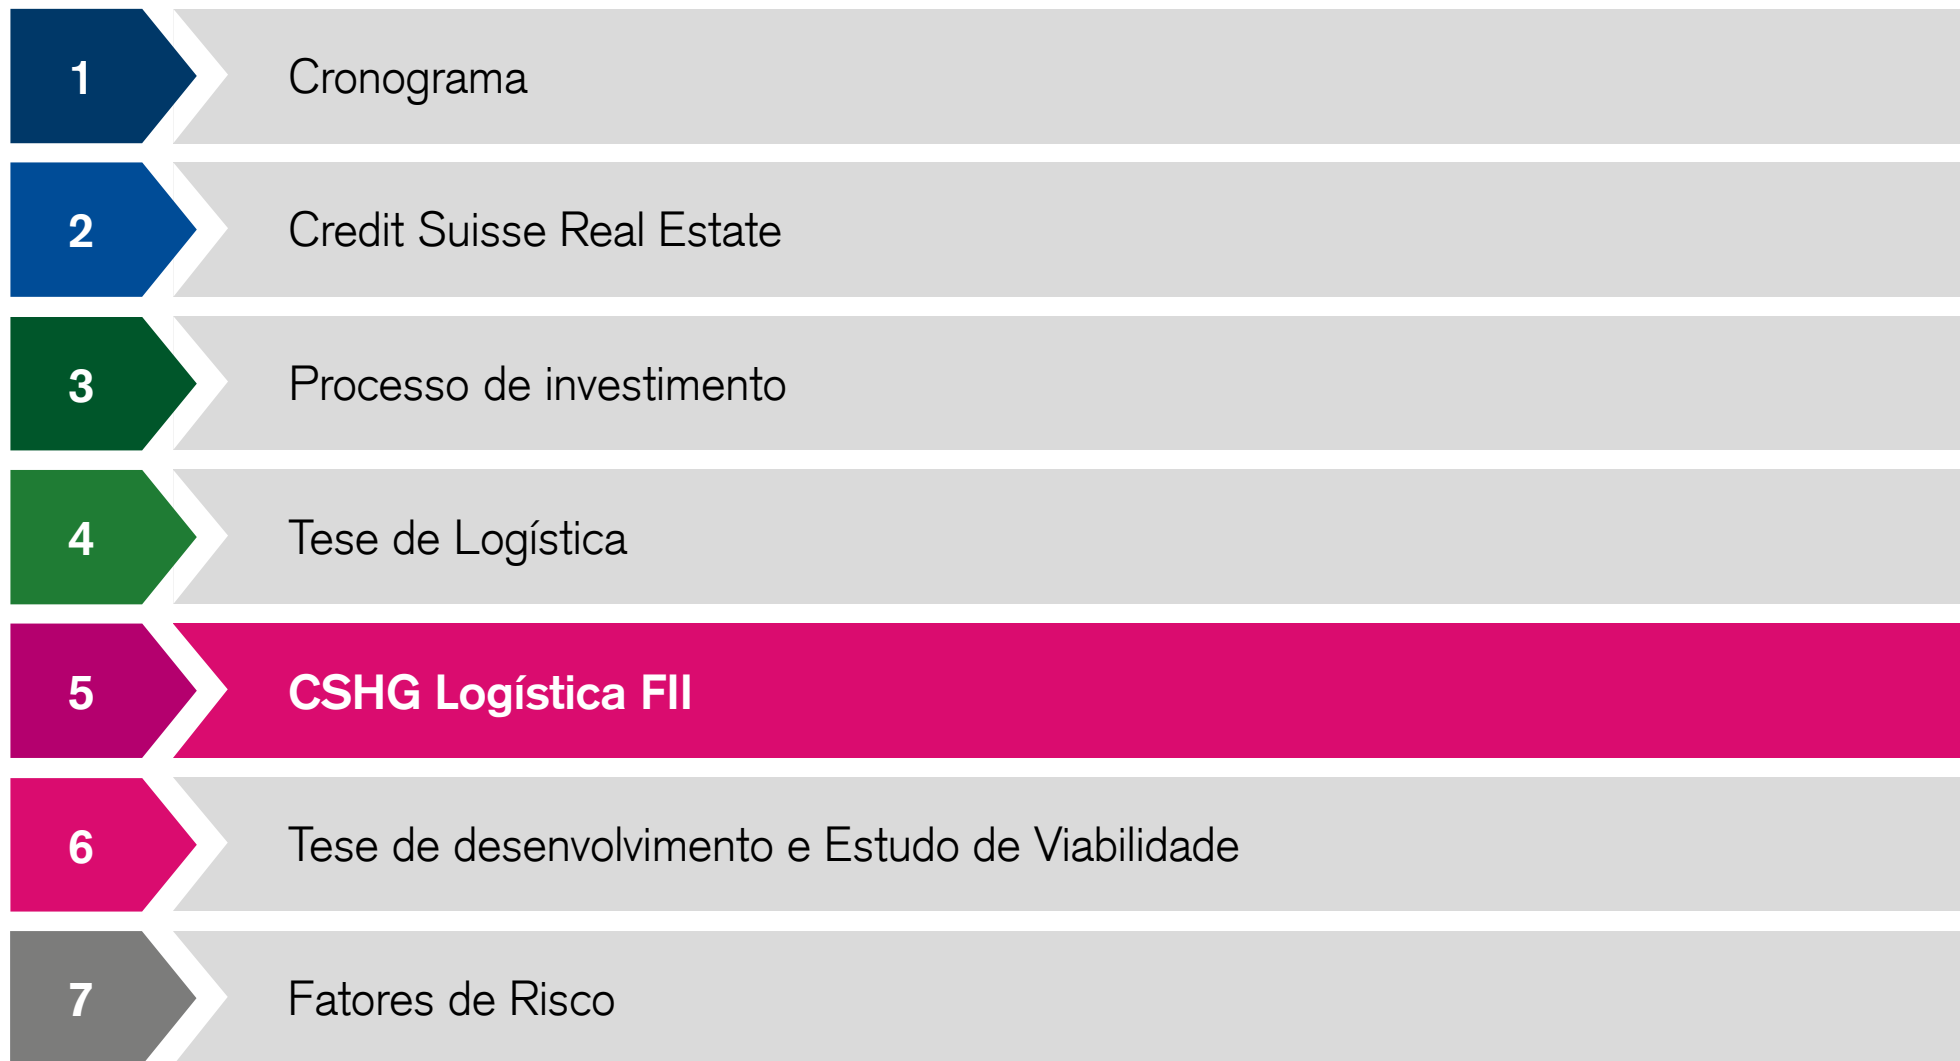 1 Cronograma
2 Credit Suisse Real Estate
3 Processo de investimento
4 Tese de Logística
5 CSHG Logística FII
6 Tese de desenvolvimento e Estudo de Viabilidade
7 Fatores de Risco